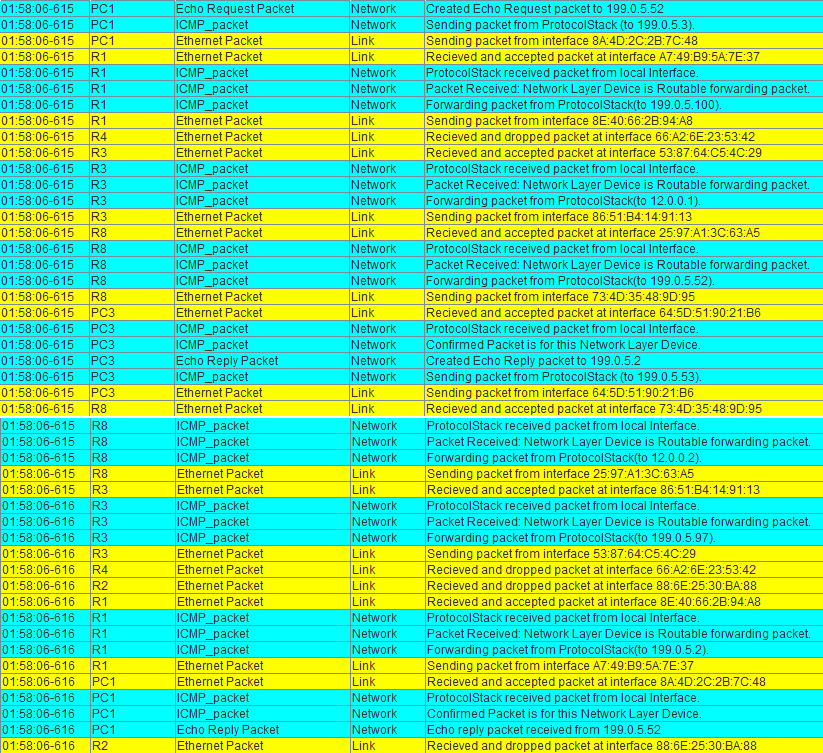 01:58:06-615 PC1 Echo Request Packet Network Created Echo Request packet to 199.0.5.52
01:58:06-615 PC1 ICMP_packet Network Sending packet from ProtocolStack (to 199.0.5.3).
01:58:06-615 PC1 Ethernet Packet Link Sending packet from interface 8A:4D:2C:2B:7C:48
01:58:06-615 R1 Ethernet Packet Link Recieved and accepted packet at interface A7:49:B9:5A:7E:37
01:58:06-615 R1 ICMP_packet Network ProtocolStack received packet from local Interface.
01:58:06-615 R1 ICMP_packet Network Packet Received: Network Layer Device is Routable forwarding packet.
01:58:06-615 R1 ICMP_packet Network Forwarding packet from ProtocolStack(to 199.0.5.100).
01:58:06-615 R1 Ethernet Packet Link Sending packet from interface 8E:40:66:2B:94:A8
01:58:06-615 R4 Ethernet Packet Link Recieved and dropped packet at interface 66:A2:6E:23:53:42
01:58:06-615 R3 Ethernet Packet Link Recieved and accepted packet at interface 53:87:64:C5:4C:29
01:58:06-615 R3 ICMP_packet Network ProtocolStack received packet from local Interface.
01:58:06-615 R3 ICMP_packet Network Packet Received: Network Layer Device is Routable forwarding packet.
01:58:06-615 R3 ICMP_packet Network Forwarding packet from ProtocolStack(to 12.0.0.1).
01:58:06-615 R3 Ethernet Packet Link Sending packet from interface 86:51:B4:14:91:13
01:58:06-615 R8 Ethernet Packet Link Recieved and accepted packet at interface 25:97:A1:3C:63:A5
01:58:06-615 R8 ICMP_packet Network ProtocolStack received packet from local Interface.
01:58:06-615 R8 ICMP_packet Network Packet Received: Network Layer Device is Routable forwarding packet.
01:58:06-615 R8 ICMP_packet Network Forwarding packet from ProtocolStack(to 199.0.5.52).
01:58:06-615 R8 Ethernet Packet Link Sending packet from interface 73:4D:35:48:9D:95
01:58:06-615 PC3 Ethernet Packet Link Recieved and accepted packet at interface 64:5D:51:90:21:B6
01:58:06-615 PC3 ICMP_packet Network ProtocolStack received packet from local Interface.
01:58:06-615 PC3 ICMP_packet Network Confirmed Packet is for this Network Layer Device.
01:58:06-615 PC3 Echo Reply Packet Network Created Echo Reply packet to 199.0.5.2
01:58:06-615 PC3 ICMP_packet Network Sending packet from ProtocolStack (to 199.0.5.53).
01:58:06-615 PC3 Ethernet Packet Link Sending packet from interface 64:5D:51:90:21:B6
01:58:06-615 R8 Ethernet Packet Link Recieved and accepted packet at interface 73:4D:35:48:9D:95
01:58:06-615 R8 ICMP_packet Network ProtocolStack received packet from local Interface.
01:58:06-615 R8 ICMP_packet Network Packet Received: Network Layer Device is Routable forwarding packet.
01:58:06-615 R8 ICMP_packet Network Forwarding packet from ProtocolStack(to 12.0.0.2).
01:58:06-615 R8 Ethernet Packet Link Sending packet from interface 25:97:A1:3C:63:A5
01:58:06-615 R3 Ethernet Packet Link Recieved and accepted packet at interface 86:51:B4:14:91:13
01:58:06-616 R3 ICMP_packet Network ProtocolStack received packet from local Interface.
01:58:06-616 R3 ICMP_packet Network Packet Received: Network Layer Device is Routable forwarding packet.
01:58:06-616 R3 ICMP_packet Network Forwarding packet from ProtocolStack(to 199.0.5.97).
01:58:06-616 R3 Ethernet Packet Link Sending packet from interface 53:87:64:C5:4C:29
01:58:06-616 R4 Ethernet Packet Link Recieved and dropped packet at interface 66:A2:6E:23:53:42
01:58:06-616 R2 Ethernet Packet Link Recieved and dropped packet at interface 88:6E:25:30:BA:88
01:58:06-616 R1 Ethernet Packet Link Recieved and accepted packet at interface 8E:40:66:2B:94:A8
01:58:06-616 R1 ICMP_packet Network ProtocolStack received packet from local Interface.
01:58:06-616 R1 ICMP_packet Network Packet Received: Network Layer Device is Routable forwarding packet.
01:58:06-616 R1 ICMP_packet Network Forwarding packet from ProtocolStack(to 199.0.5.2).
01:58:06-616 R1 Ethernet Packet Link Sending packet from interface A7:49:B9:5A:7E:37
01:58:06-616 PC1 Ethernet Packet Link Recieved and accepted packet at interface 8A:4D:2C:2B:7C:48
01:58:06-616 PC1 ICMP_packet Network ProtocolStack received packet from local Interface.
01:58:06-616 PC1 ICMP_packet Network Confirmed Packet is for this Network Layer Device.
01:58:06-616 PC1 Echo Reply Packet Network Echo reply packet received from 199.0.5.52
01:58:06-616 R2 Ethernet Packet Link Recieved and dropped packet at interface 88:6E:25:30:BA:88